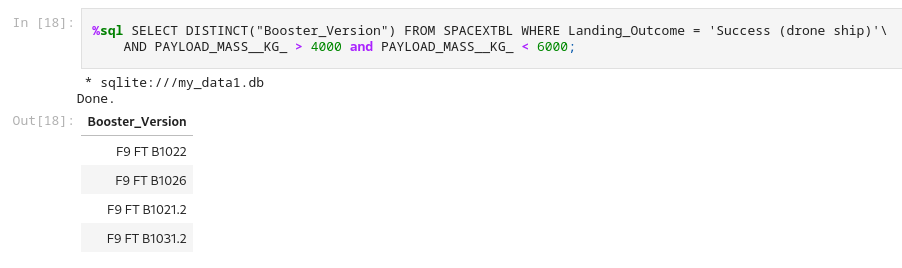 In [18]: %sql SELECT DISTINCT("Booster_Version") FROM SPACEXTBL WHERE Landing_Outcome = 'Success (drone ship)'\
AND PAYLOAD_MASS__KG_ > 4000 and PAYLOAD_MASS__KG_ < 6000;
* sqlite:///my_data1.db
Done.
Out[18]: Booster_Version
F9 FT B1022
F9 FT B1026
F9 FT B1021.2
F9 FT B1031.2